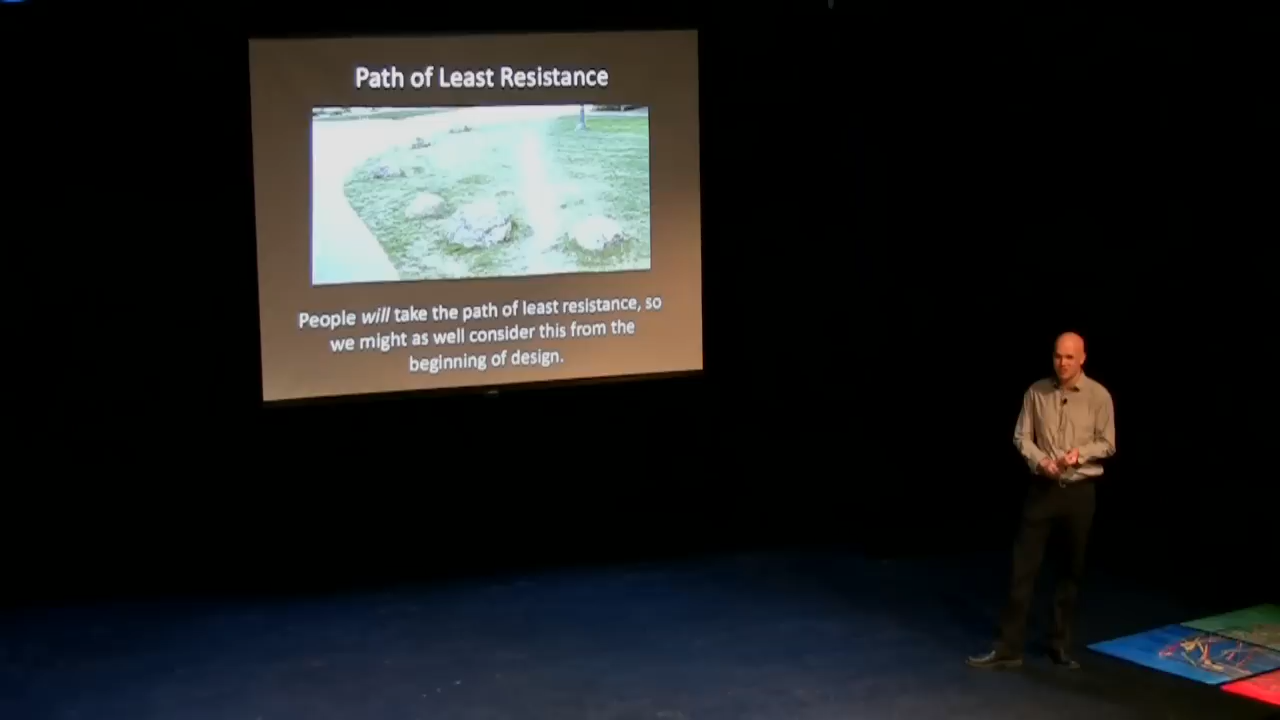 Path of Least Resistance
People will take the path of least resistance, so
we might as well consider this from the
beginning of design.